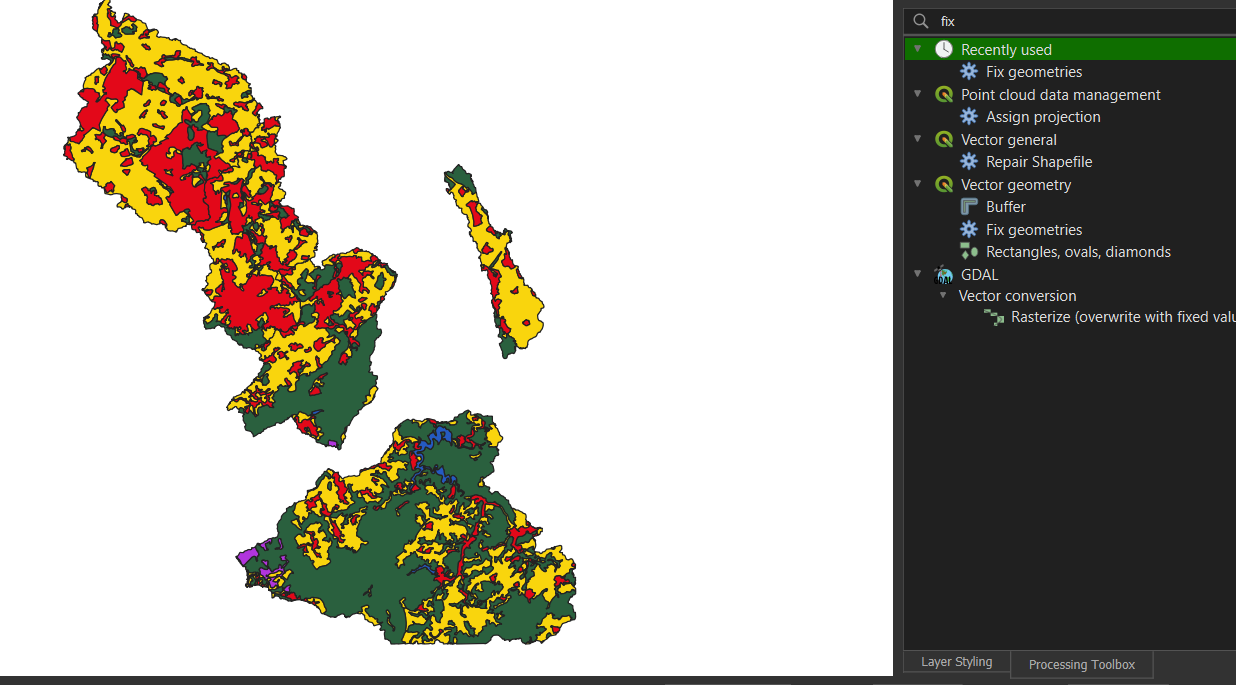 fix
Recently used
Fix geometries
Point cloud data management
Assign projection
Vector general
Repair Shapefile
Vector geometry
Buffer
Fix geometries
Rectangles, ovals, diamonds
GDAL
Vector conversion
Rasterize (overwrite with fixed valu
Layer Styling
Processing Toolbox